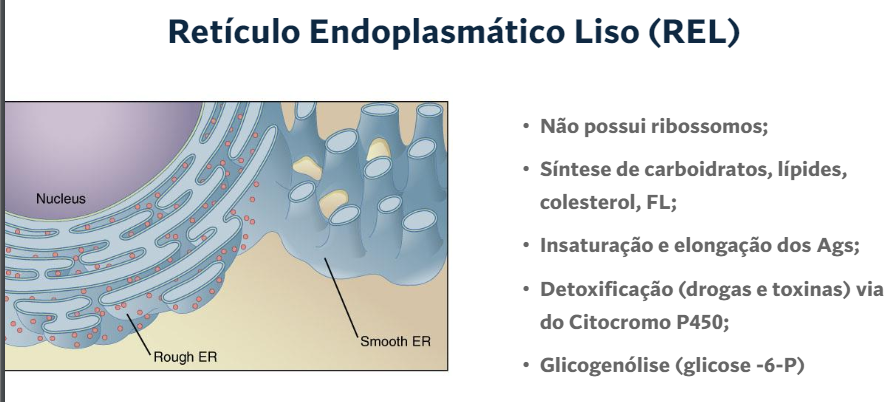 Retículo Endoplasmático Liso (REL)
Nucleus
Rough ER
Smooth ER
• Não possui ribossomos;
• Síntese de carboidratos, lípides,
colesterol, FL;
• Insaturação e elongação dos Ags;
• Detoxificação (drogas e toxinas) via
do Citocromo P450;
• Glicogenólise (glicose -6-P)